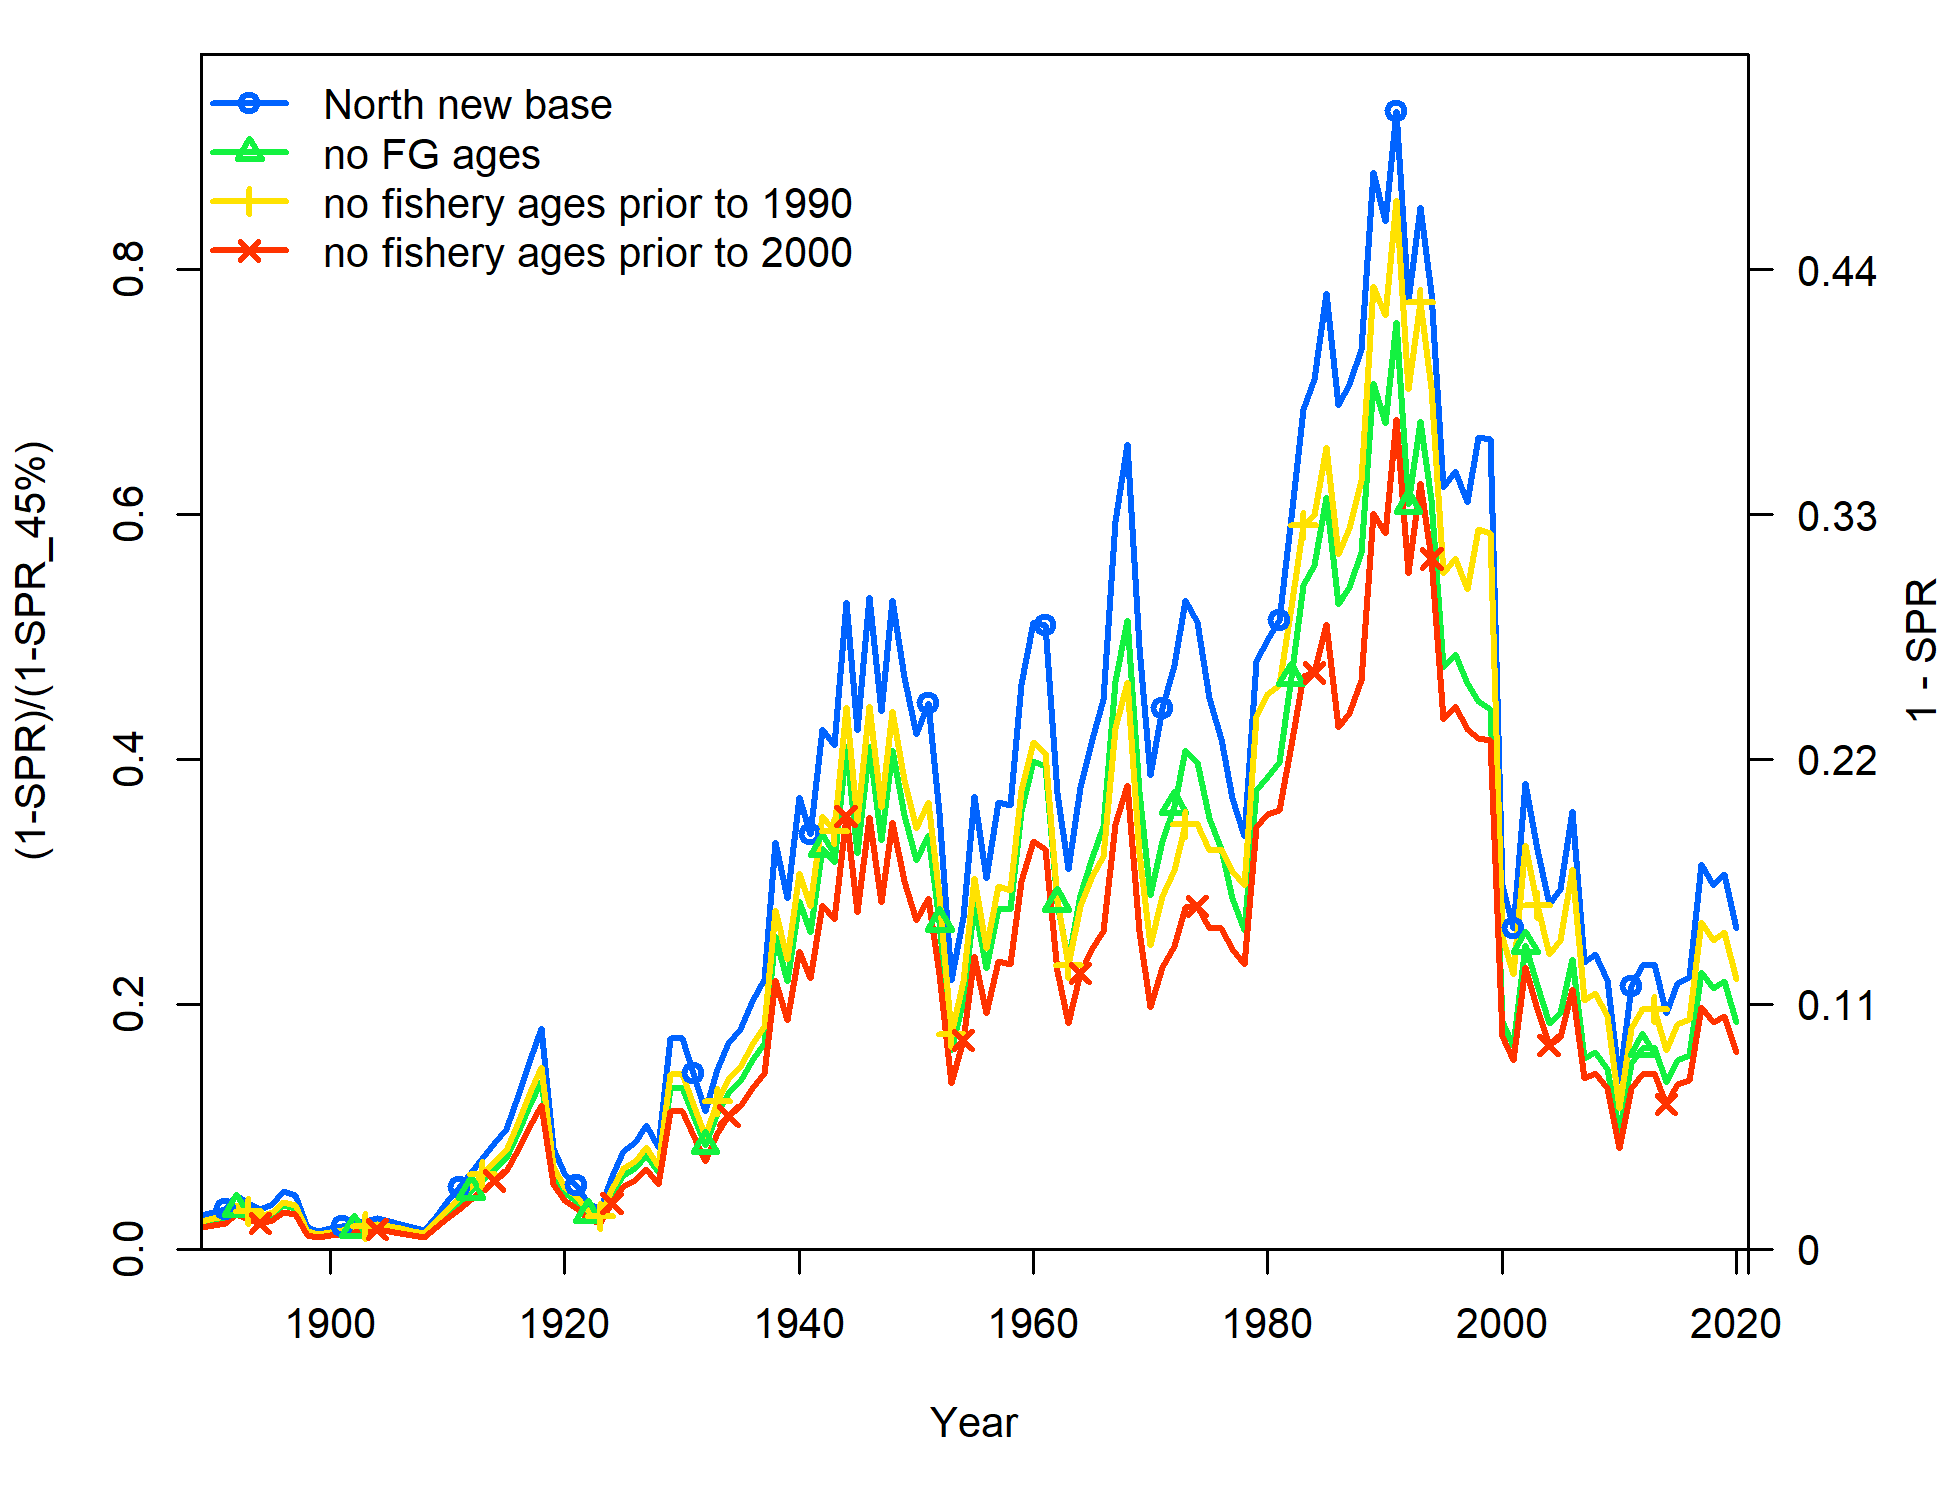 North new base
no FG ages
no fishery ages prior to 1990
no fishery ages prior to 2000
(1-SPR)/(1-SPR_45%)
0.8
0.6
0.4
0.2
0.0
0.44
0.33
0.22
0.11
0
1 - SPR
1900 1920 1940 1960 1980 2000 2020
Year